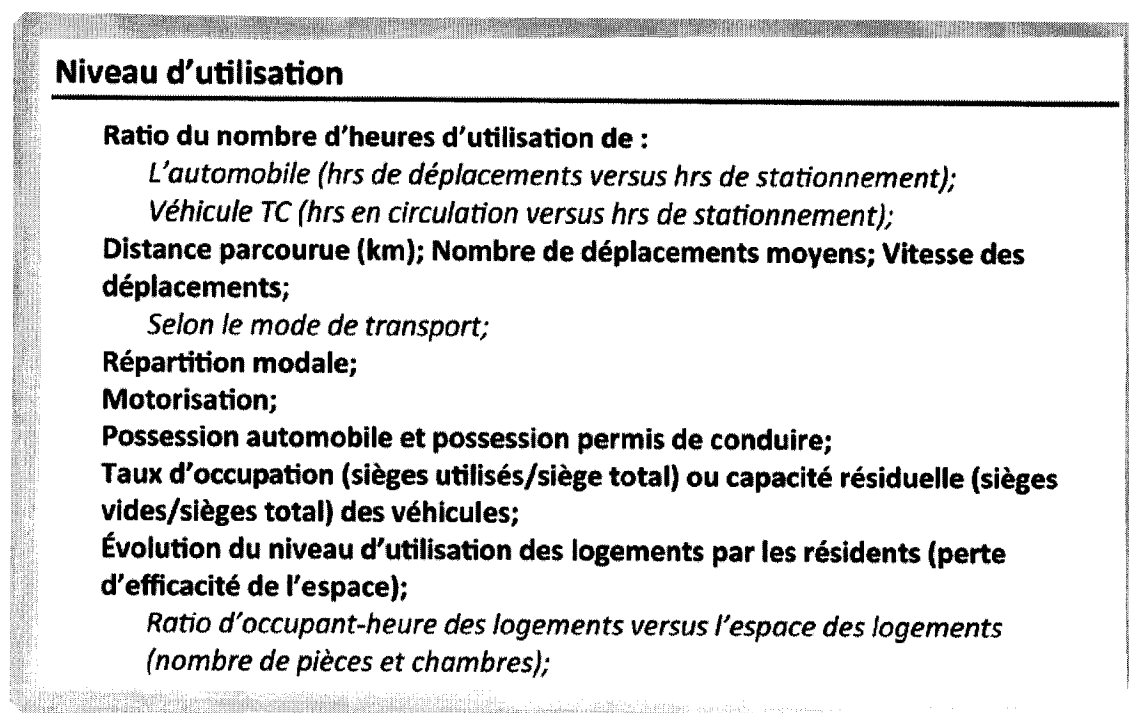 Niveau d'utilisation
Ratio du nombre d'heures d'utilisation de :
L'automobile (hrs de déplacements versus hrs de stationnement);
Véhicule TC (hrs en circulation versus hrs de stationnement);
Distance parcourue (km); Nombre de déplacements moyens; Vitesse des
déplacements;
Selon le mode de transport;
Répartition modale;
Motorisation;
Possession automobile et possession permis de conduire;
Taux d'occupation (sièges utilisés/siège total) ou capacité résiduelle (sièges
vides/sièges total) des véhicules;
Évolution du niveau d'utilisation des logements par les résidents (perte
d'efficacité de l'espace);
Ratio d'occupant-heure des logements versus l'espace des logements
(nombre de pièces et chambres);